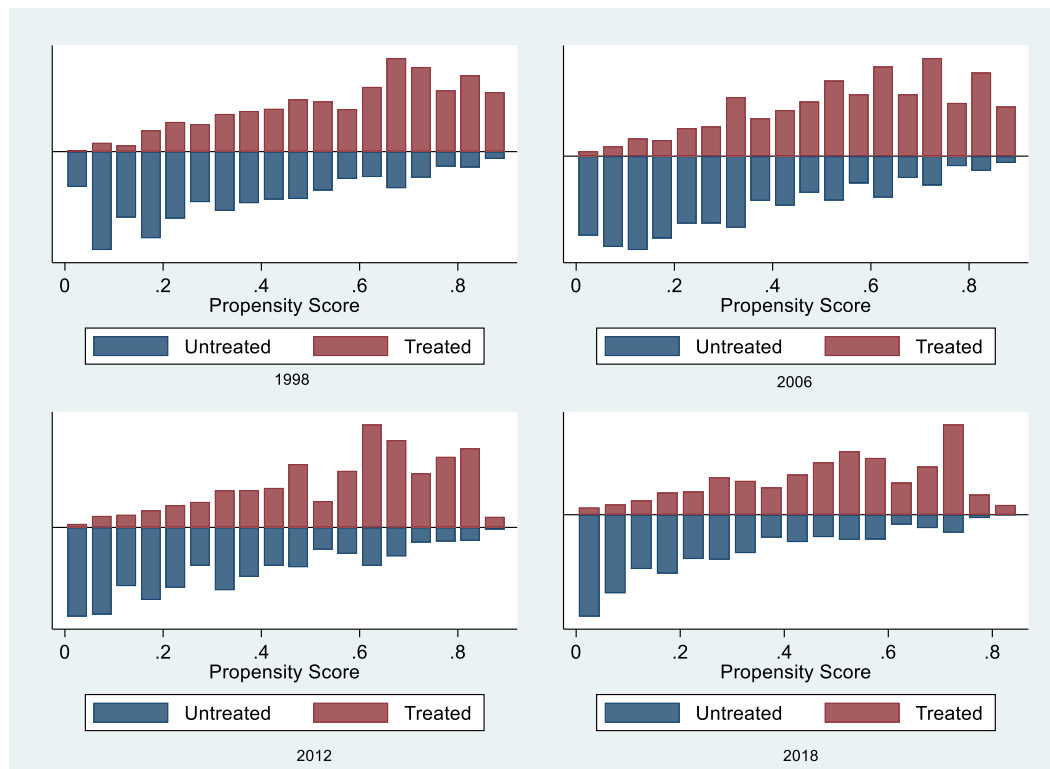 0 .2 .4 .6 .8
Propensity Score
Untreated Treated
1998
0 .2 .4 .6 .8
Propensity Score
Untreated Treated
2006
0 .2 .4 .6 .8
Propensity Score
Untreated Treated
2012
0 .2 .4 .6 .8
Propensity Score
Untreated Treated
2018